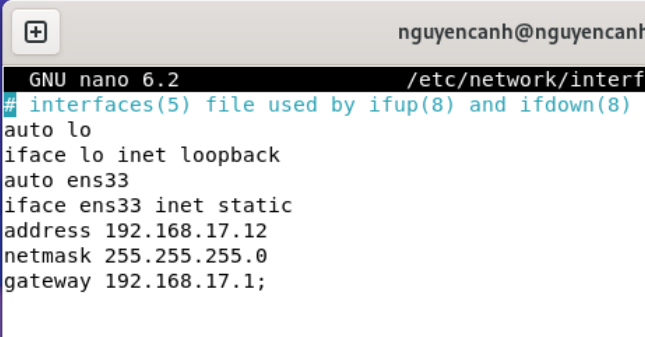 nguyencanh@nguyencanh
GNU nano 6.2 /etc/network/interf
# interfaces(5) file used by ifup(8) and ifdown(8)
auto lo
iface lo inet loopback
auto ens33
iface ens33 inet static
address 192.168.17.12
netmask 255.255.255.0
gateway 192.168.17.1;